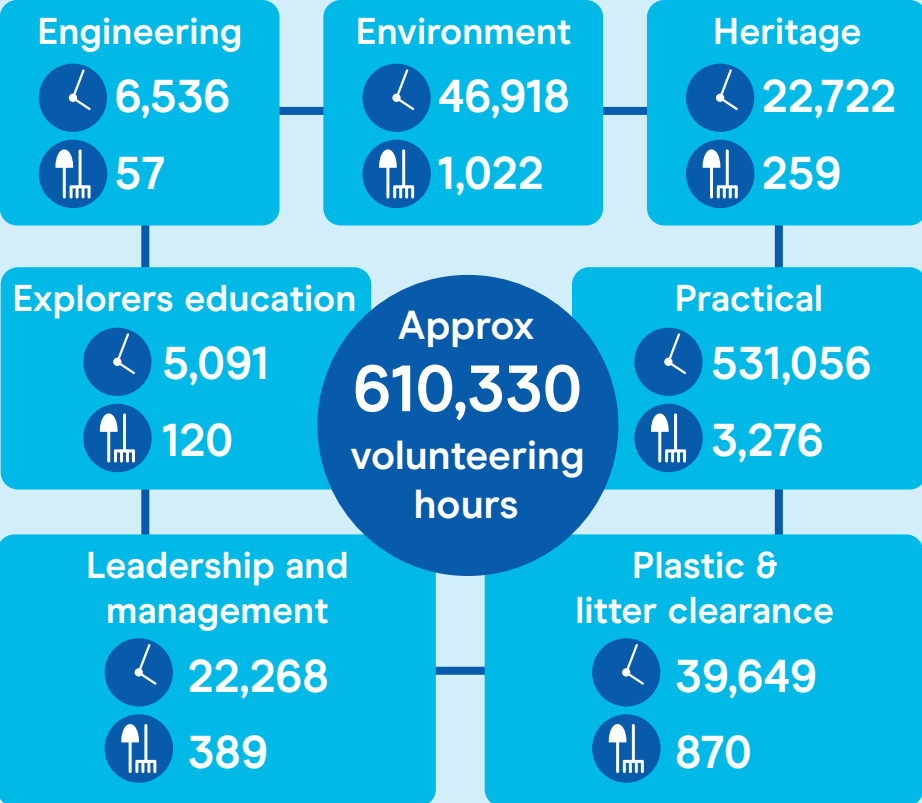 Engineering
6,536
57
Environment
46,918
1,022
Heritage
22,722
259
Explorers education
5,091
120
Approx
610,330
volunteering
hours
Practical
531,056
3,276
Leadership and
management
22,268
389
Plastic &
litter clearance
39,649
870